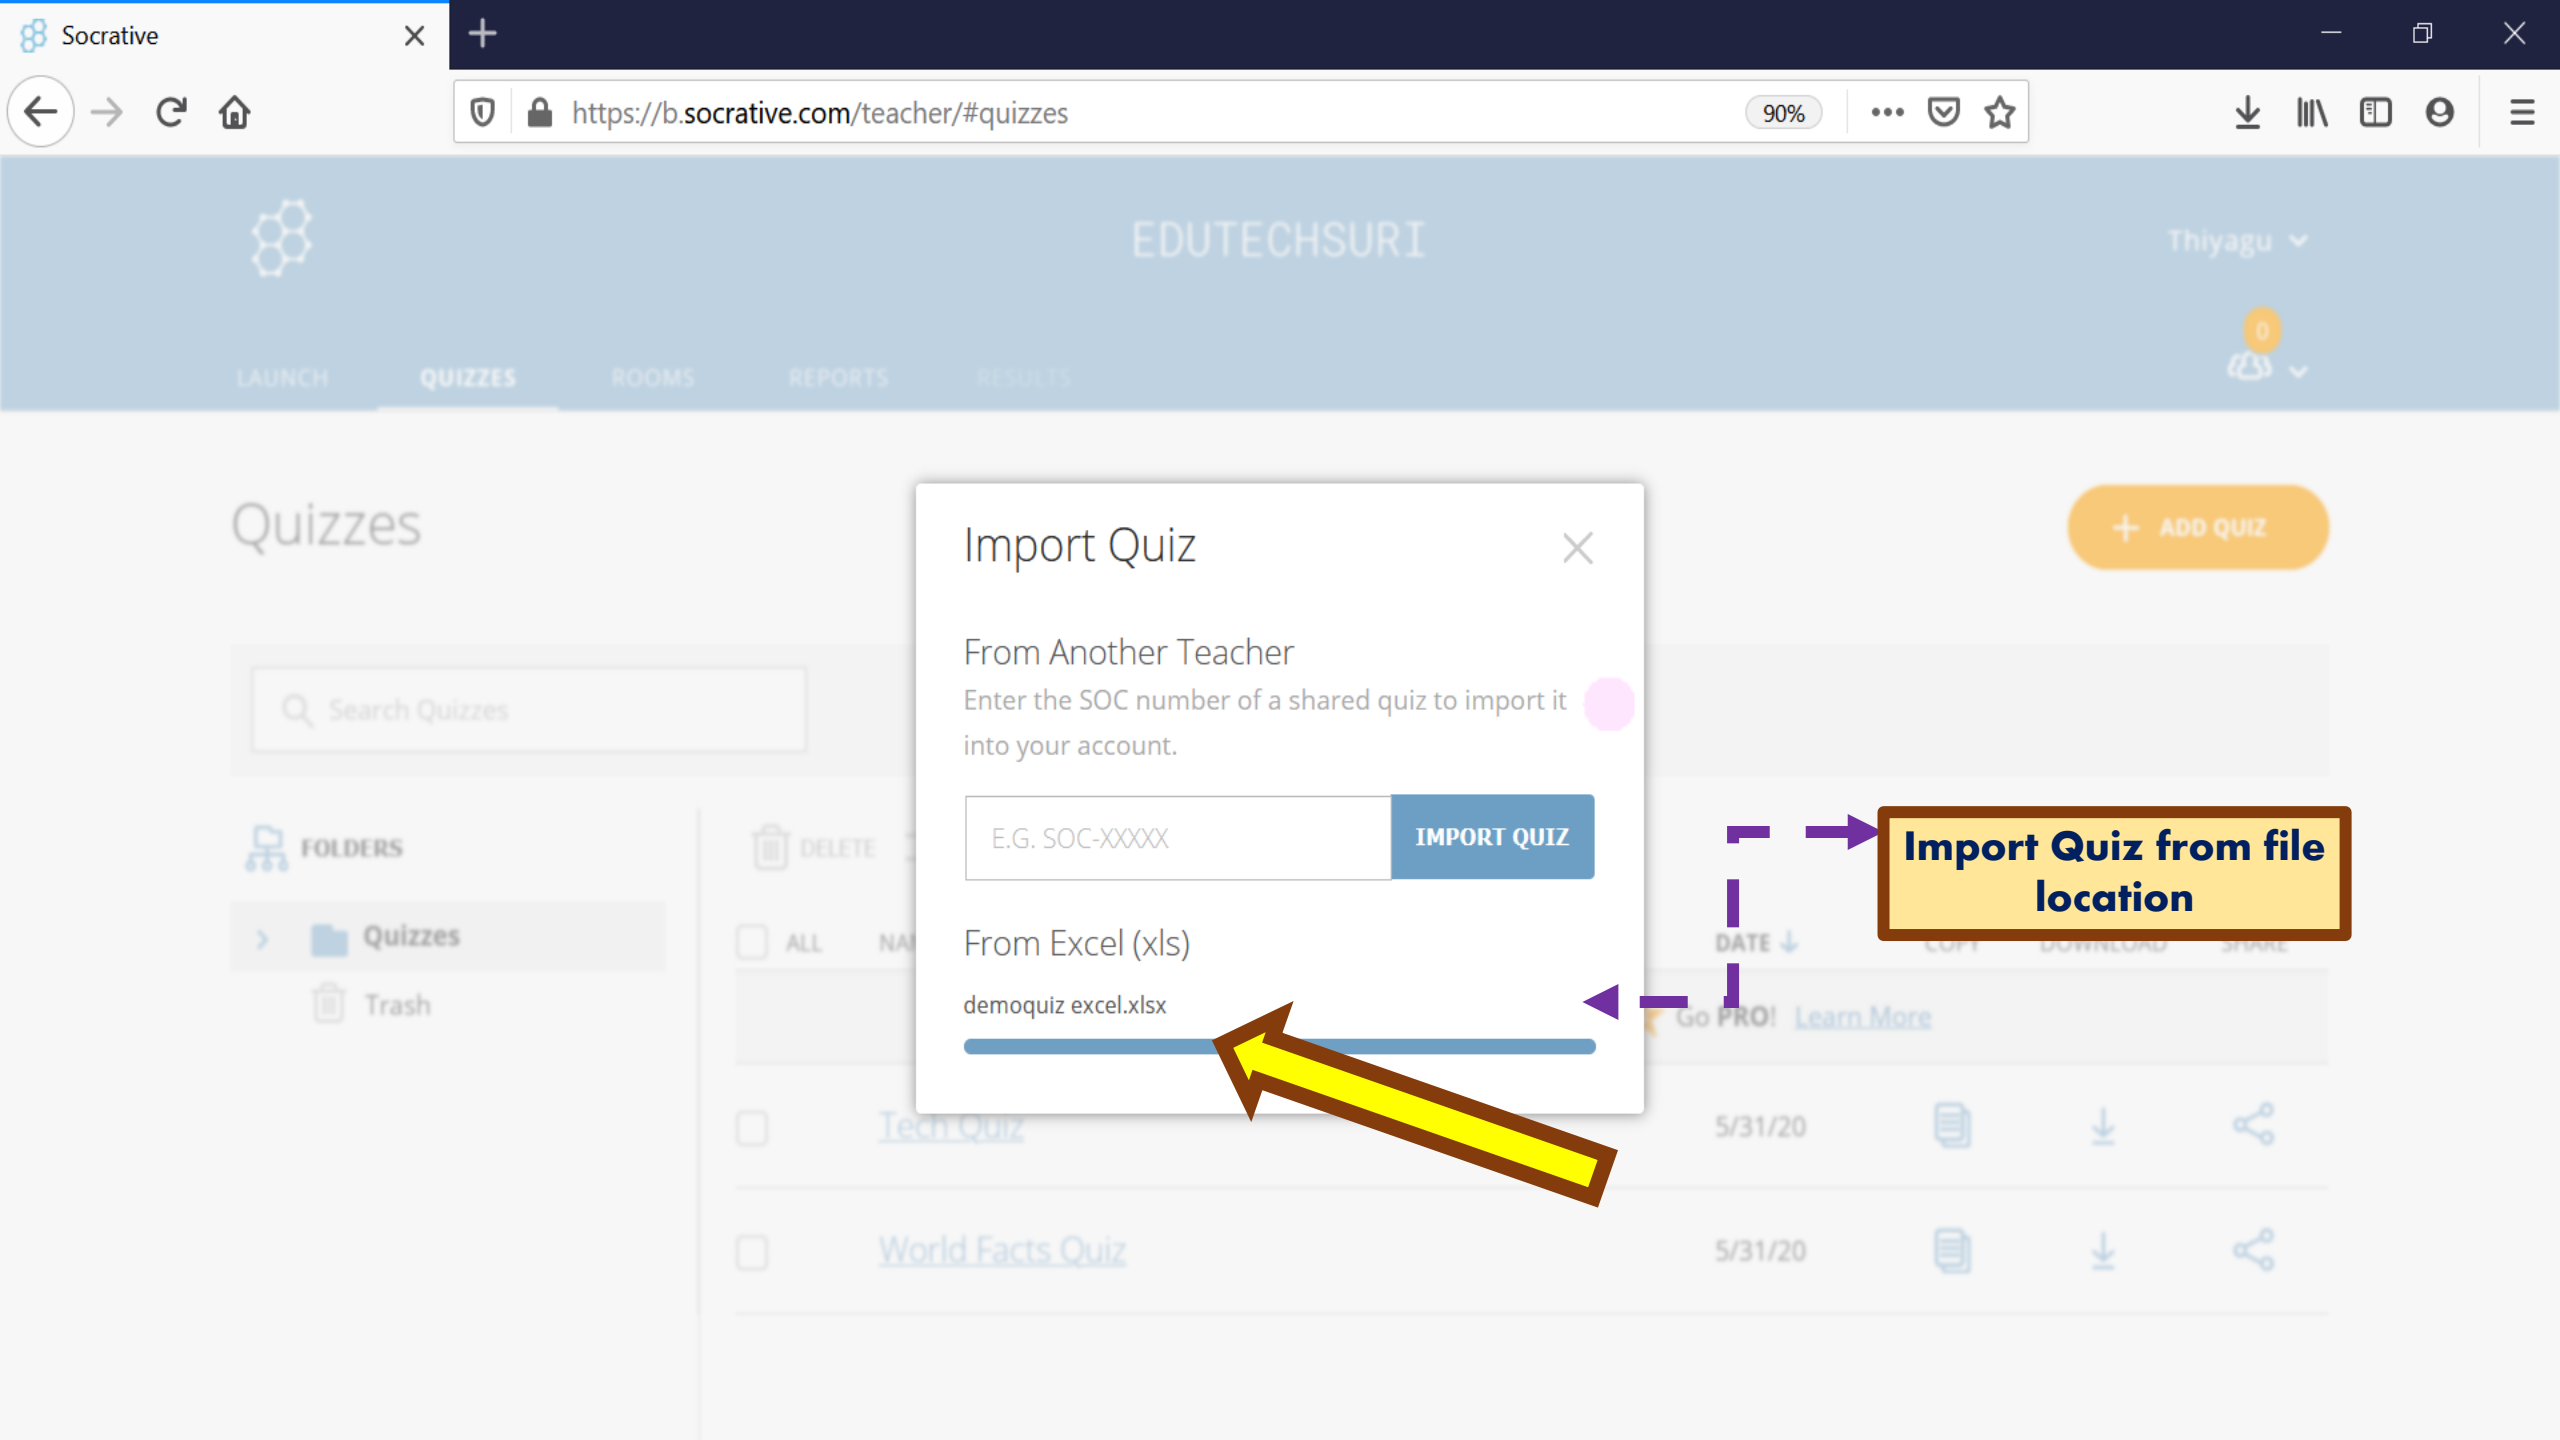 Socrative
https://b.socrative.com/teacher/#quizzes
90%
EDUTECHSURI
Thiyagu
0
LAUNCH
QUIZZES
ROOMS
REPORTS
RESULTS
Quizzes
+ ADD QUIZ
Import Quiz
From Another Teacher
Enter the SOC number of a shared quiz to import it
into your account.
Search Quizzes
E.G. SOC-XXXXX
IMPORT QUIZ
Import Quiz from file
location
FOLDERS
DELETE
Quizzes
ALL
From Excel (xls)
DATE
COPY
DOWNLOAD
SHARE
Trash
demoquiz excel.xlsx
Go PRO! Learn More
Tech Quiz
5/31/20
World Facts Quiz
5/31/20